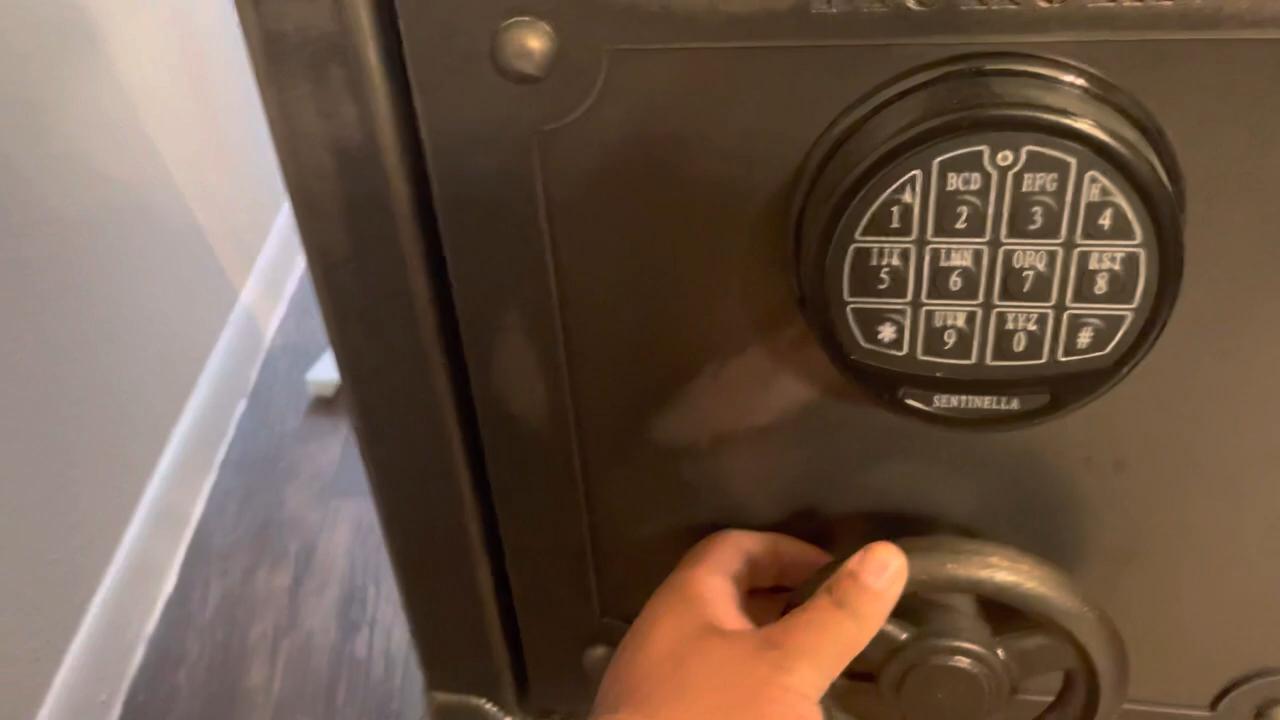 A BCD EFG H
1 2 3 4
IJK LMN OPQ RST
5 6 7 8
UVW XYZ
* 9 0 #
SENTINELLA